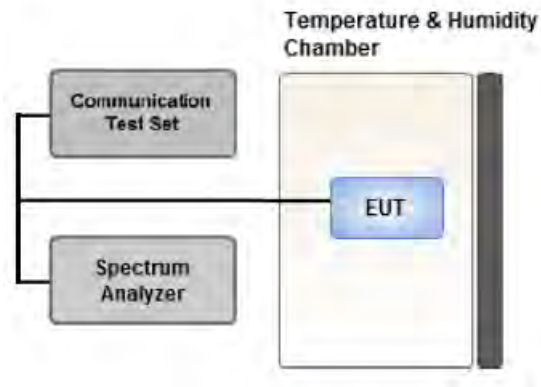 Temperature & Humidity
Chamber
Communication
Test Set
EUT
Spectrum
Analyzer